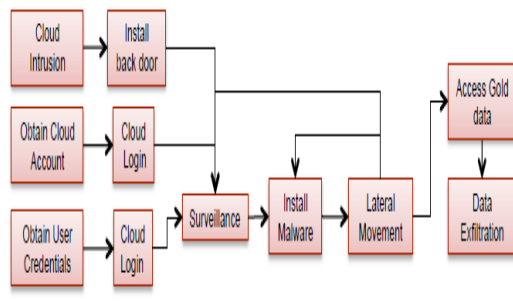 Cloud
Intrusion
Install
back door
Access Gold
data
Obtain Cloud
Account
Cloud
Login
Surveillance
Install
Malware
Lateral
Movement
Data
Exfiltration
Obtain User
Credentials
Cloud
Login